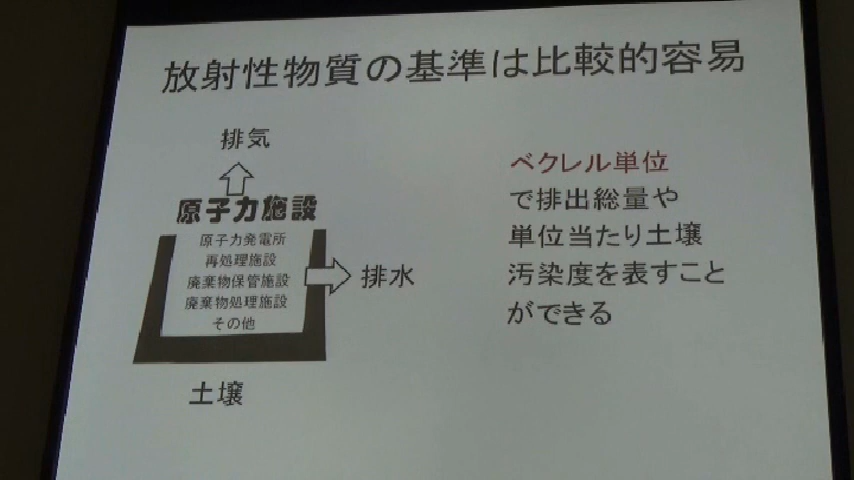 放射性物質の基準は比較的容易
排気
原子力施設
原子力発電所
再処理施設
廃棄物保管施設
廃棄物処理施設
その他
排水
土壌
ベクレル単位
で排出総量や
単位当たり土壌
汚染度を表すこと
ができる